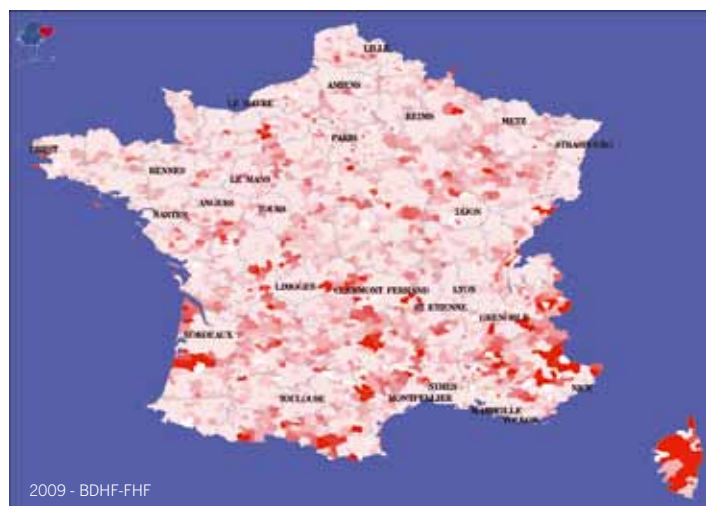 LILLE
AMIENS
LE HAVRE
REIMS
METZ
PARIS
STRASBOURG
BREST
RENNES
LE MANS
ANGERS
TOURS
NANTES
DIJON
LIMOGES
CLERMONT FERRAND
LYON
ST ETIENNE
GRENOBLE
BORDEAUX
NIMES
NICE
TOULOUSE
MONTPELLIER
MARSEILLE
TOULON
2009 - BDHF-FHF